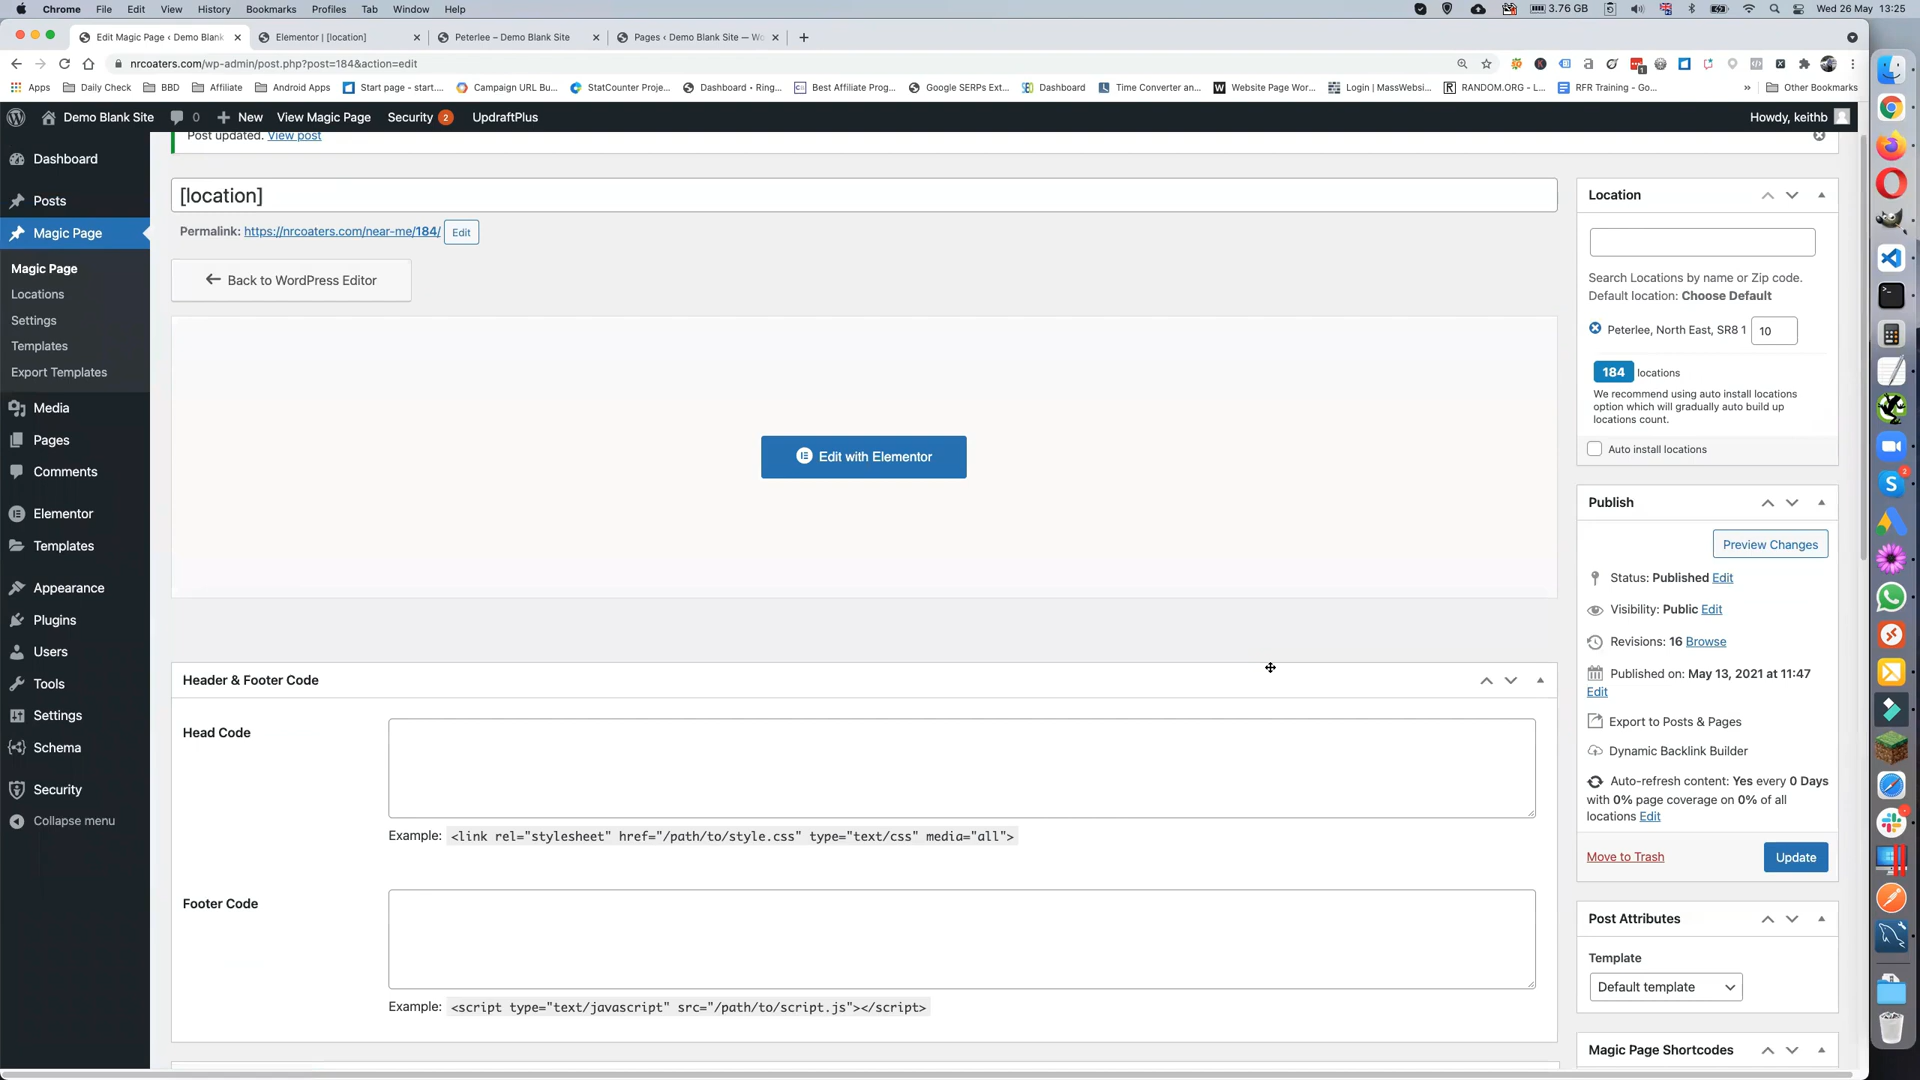 Chrome File Edit View History Bookmarks Profiles Tab Window Help 3.76 GB Wed 26 May 13:25
Edit Magic Page ‹ Demo Blank
Elementor | [location]
Peterlee – Demo Blank Site
Pages ‹ Demo Blank Site — Wo
nrcoaters.com/wp-admin/post.php?post=184&action=edit
Apps Daily Check BBD Affiliate Android Apps Start page - start.... Campaign URL Bu... StatCounter Proje... Dashboard • Ring... Best Affiliate Prog... Google SERPs Ext... Dashboard Time Converter an... Website Page Wor... Login | MassWebsi... RANDOM.ORG - L... RFR Training - Go... » Other Bookmarks
Demo Blank Site 0 New View Magic Page Security 2 UpdraftPlus Howdy, keithb
Dashboard
Posts
Magic Page
Magic Page
Locations
Settings
Templates
Export Templates
Media
Pages
Comments
Elementor
Templates
Appearance
Plugins
Users
Tools
Settings
Schema
Security
Collapse menu
Post updated. View post
[location]
Permalink: https://nrcoaters.com/near-me/184/ Edit
Back to WordPress Editor
Edit with Elementor
Header & Footer Code
Head Code
Example: <link rel="stylesheet" href="/path/to/style.css" type="text/css" media="all">
Footer Code
Example: <script type="text/javascript" src="/path/to/script.js"></script>
Location
Search Locations by name or Zip code.
Default location: Choose Default
Peterlee, North East, SR8 1 10
184 locations
We recommend using auto install locations
option which will gradually auto build up
locations count.
Auto install locations
Publish
Preview Changes
Status: Published Edit
Visibility: Public Edit
Revisions: 16 Browse
Published on: May 13, 2021 at 11:47
Edit
Export to Posts & Pages
Dynamic Backlink Builder
Auto-refresh content: Yes every 0 Days
with 0% page coverage on 0% of all
locations Edit
Move to Trash
Update
Post Attributes
Template
Default template
Magic Page Shortcodes